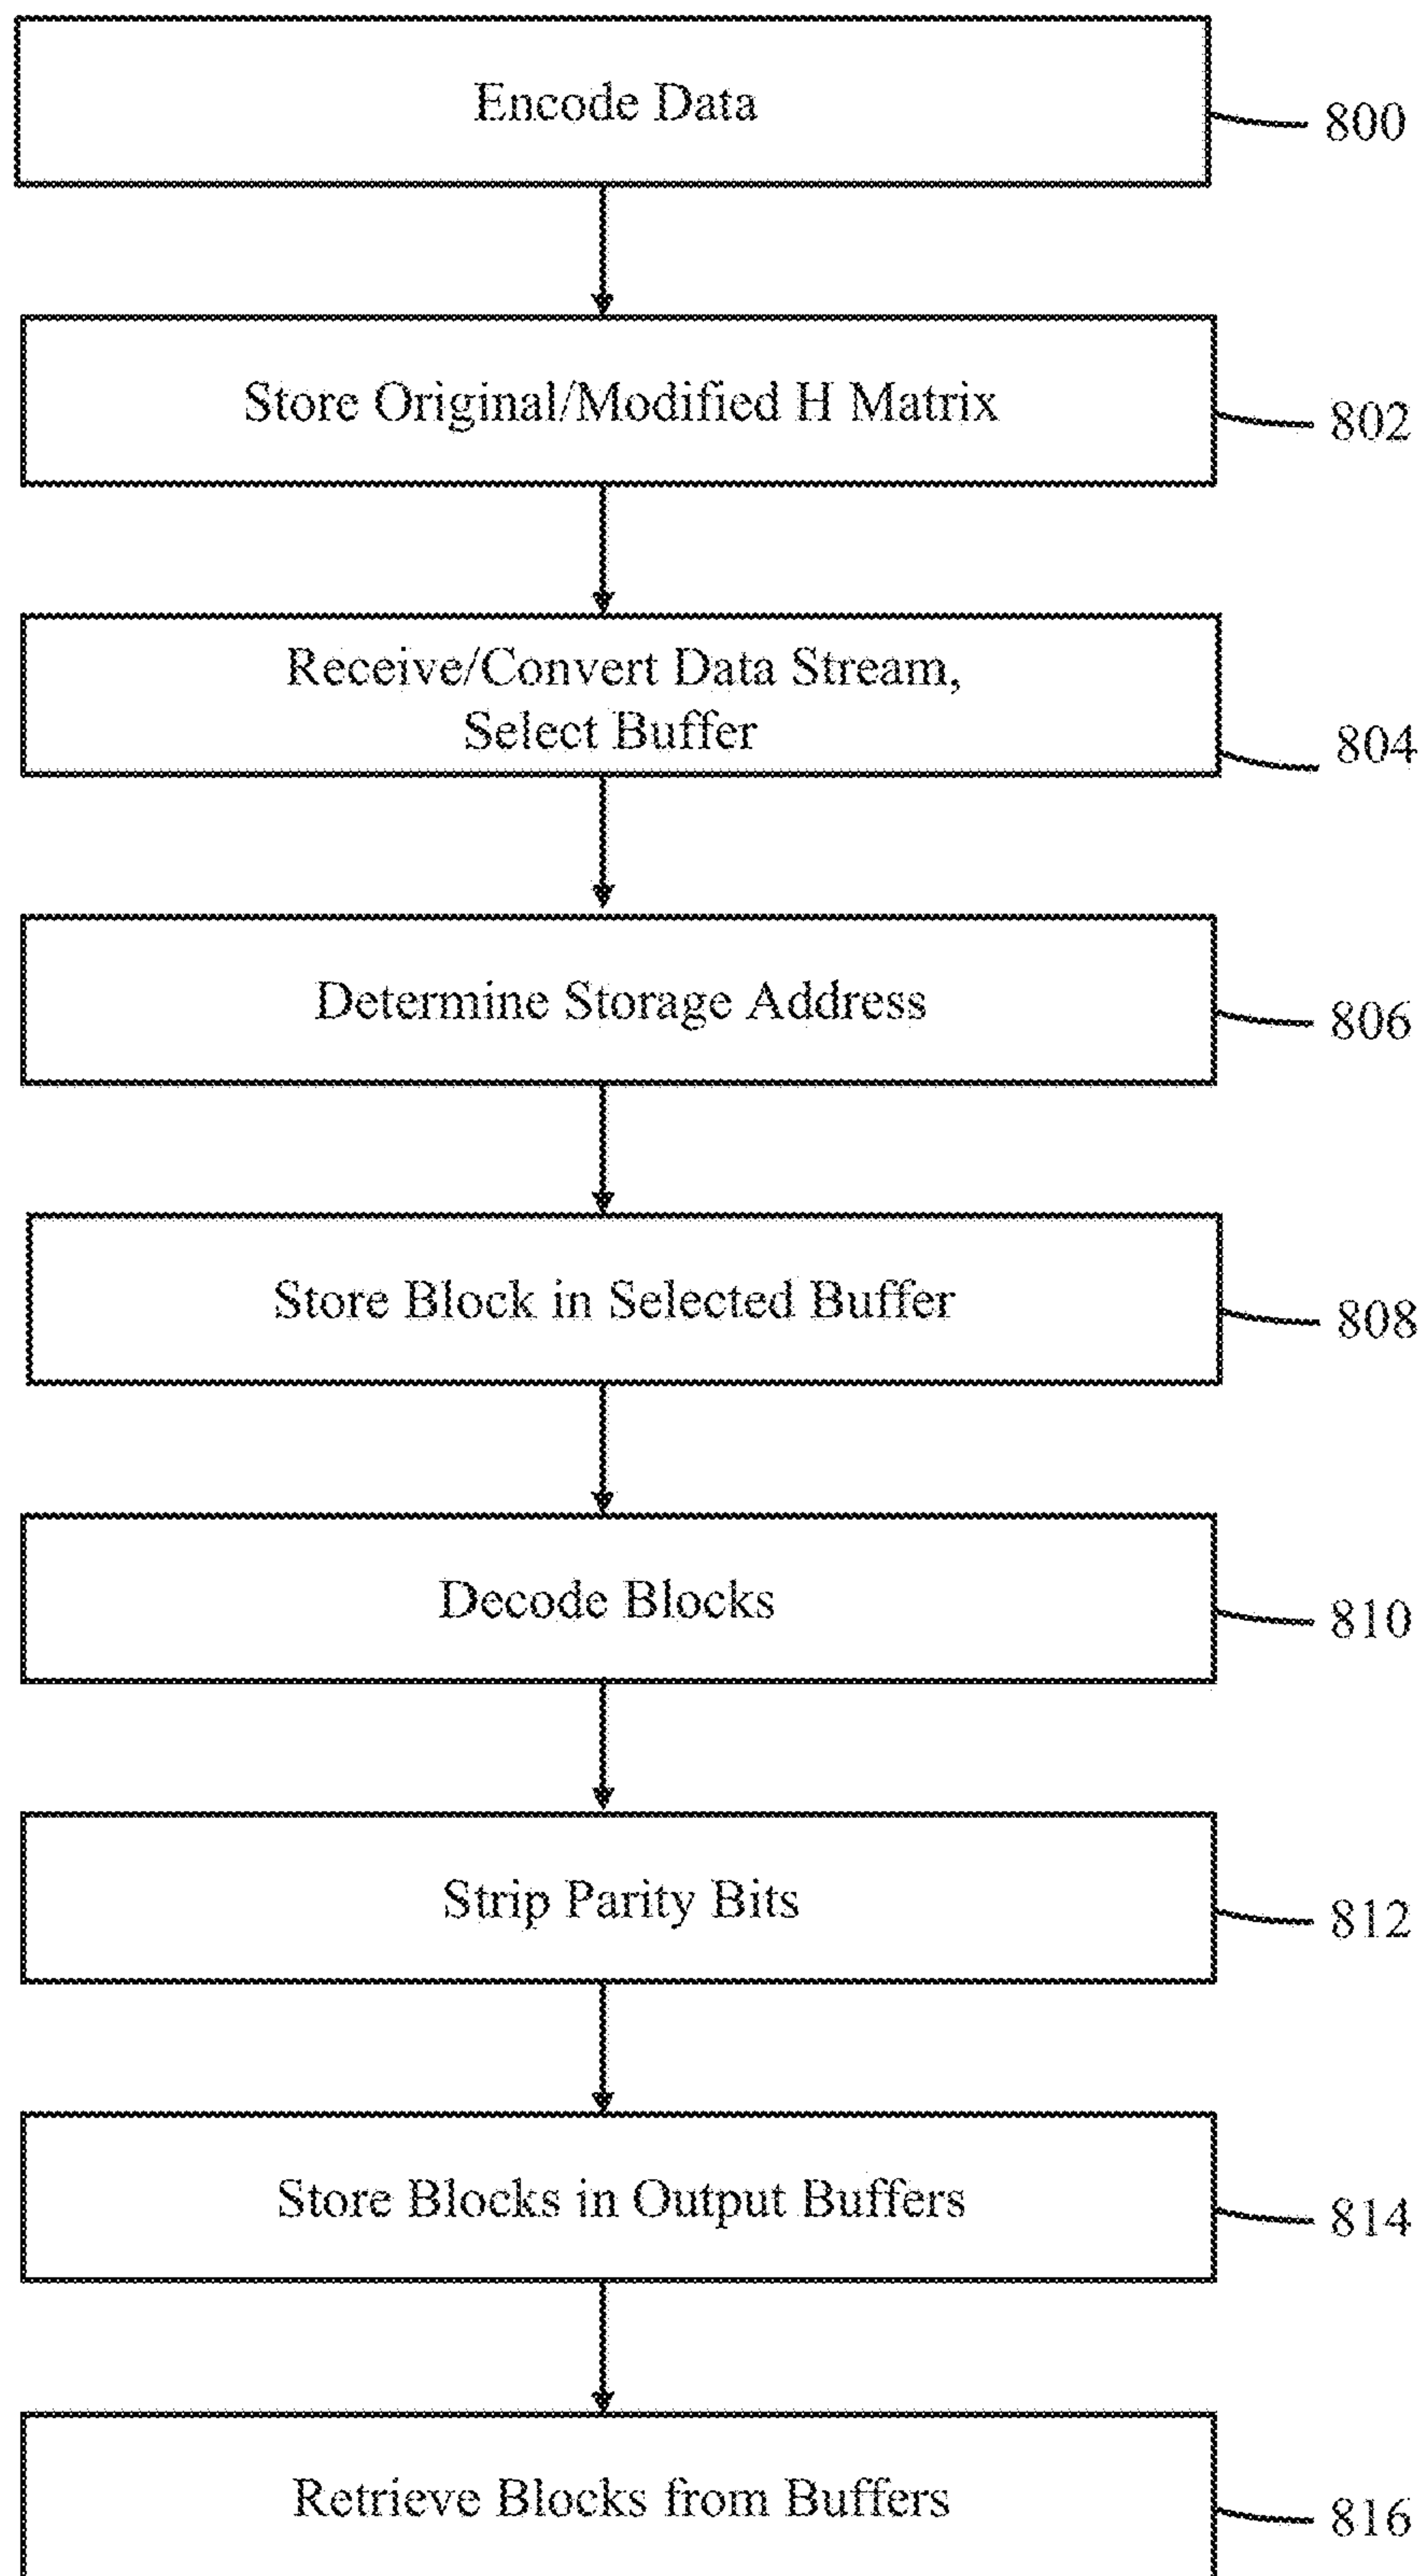 Encode Data
800
Store Original/Modified H Matrix
802
Receive/Convert Data Stream,
Select Buffer
804
Determine Storage Address
806
Store Block in Selected Buffer
808
Decode Blocks
810
Strip Parity Bits
812
Store Blocks in Output Buffers
814
Retrieve Blocks from Buffers
816